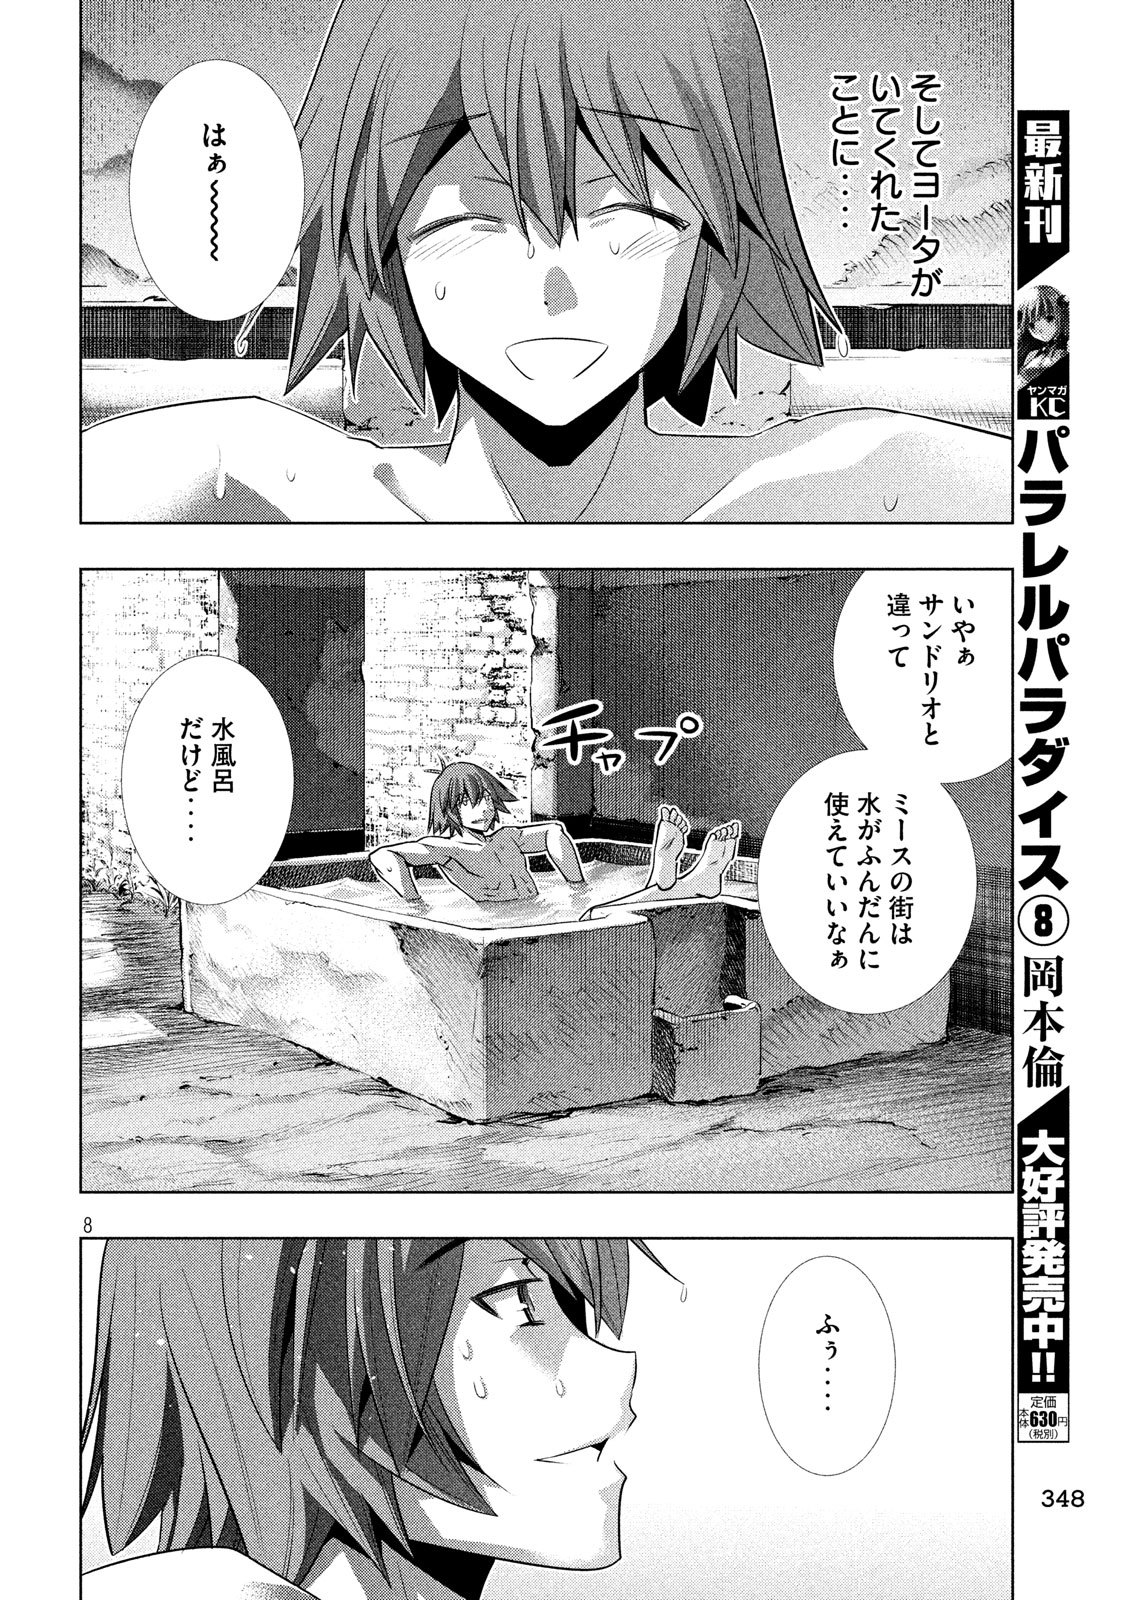 そしてヨータが
いてくれた
ことに‥‥
はぁ〜〜〜
いやぁ
サンドリオと
違って
ミースの街は
水がふんだんに
使えていいなぁ
チャプ
水風呂
だけど‥‥
ふぅ‥‥
8
最新刊
ヤンマガ
KC
パラレルパラダイス⑧岡本倫
大好評発売中!!
定価
本体630円
(税別)
348